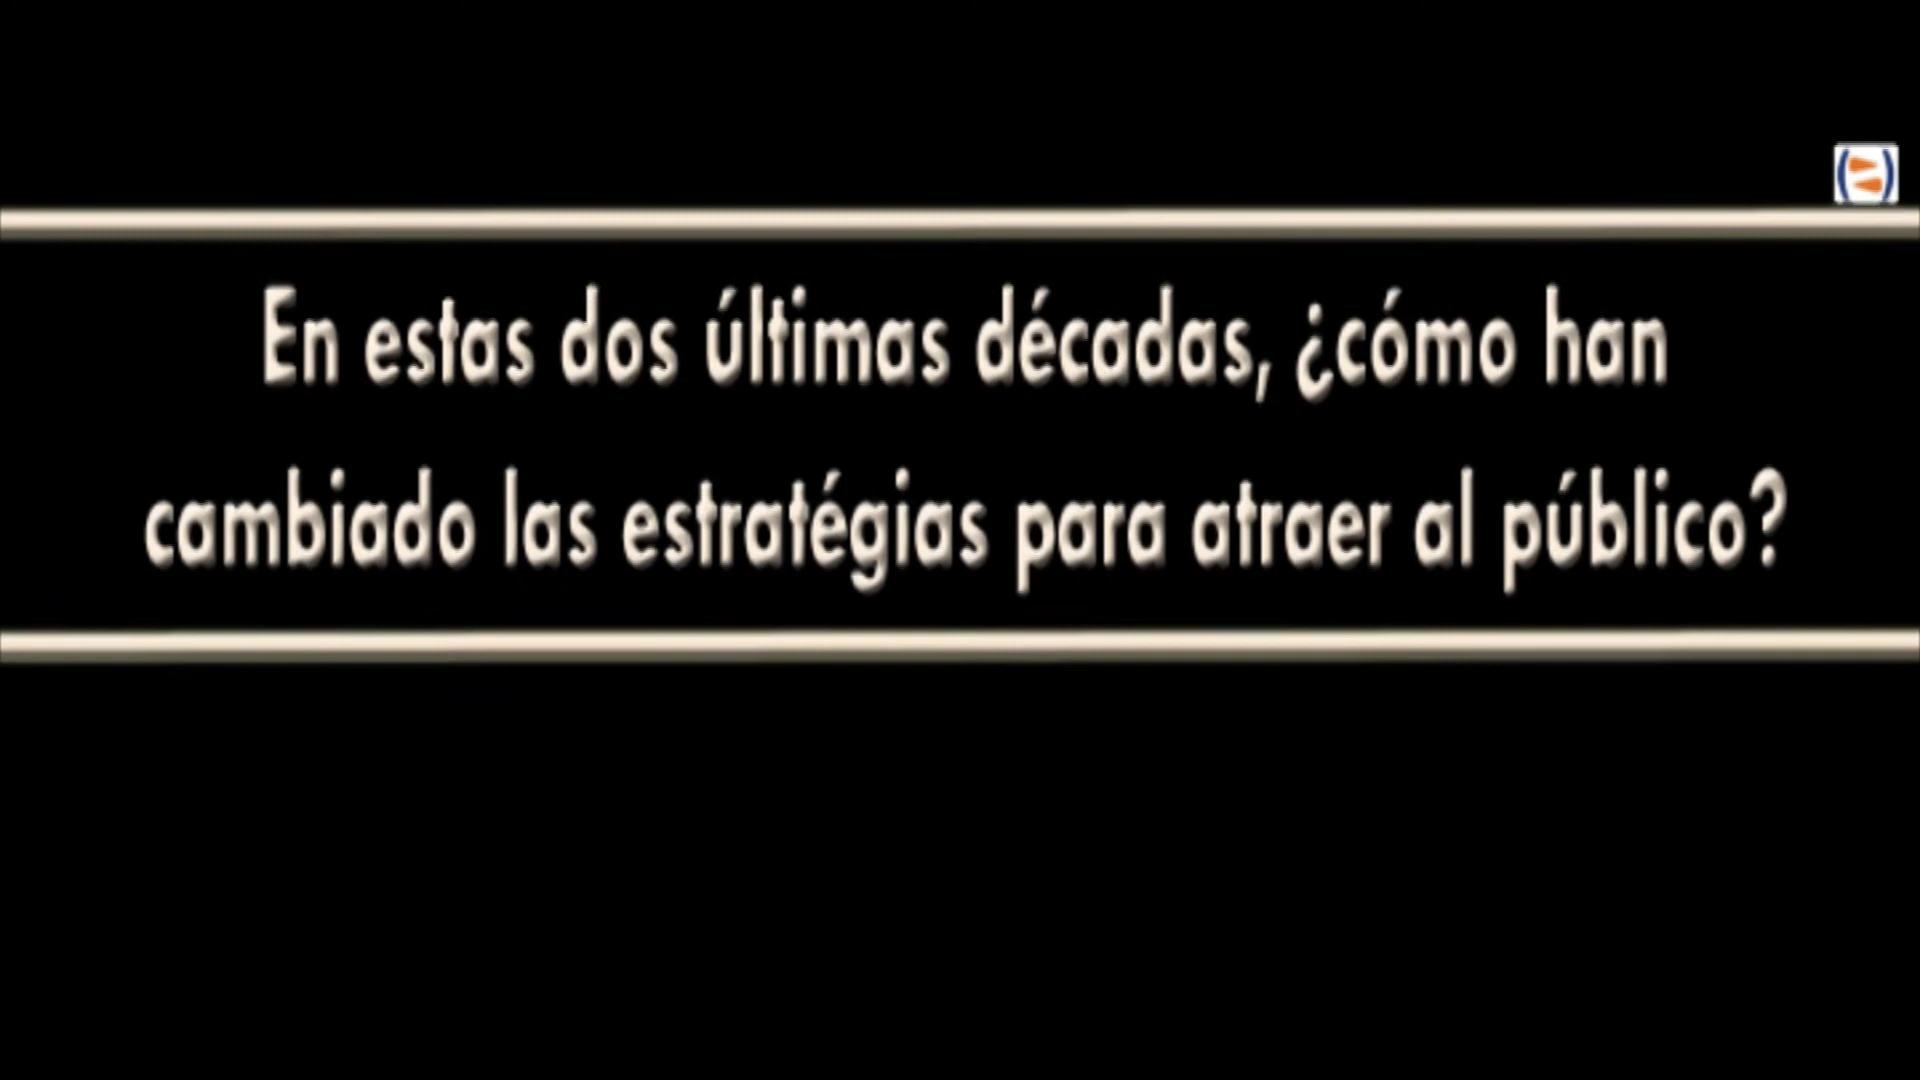 En estas dos últimas décadas, ¿cómo han
cambiado las estratégias para atraer al público?